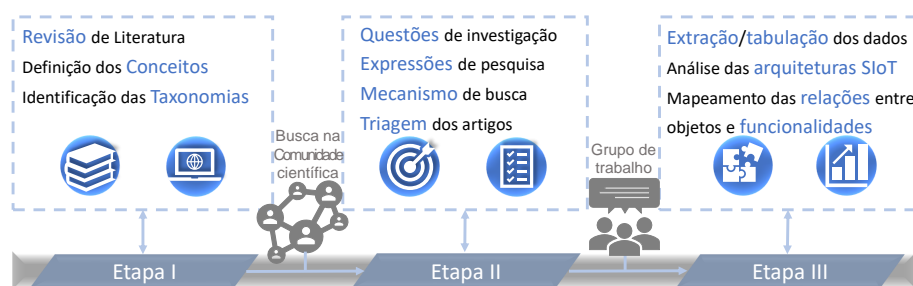 Revisão de Literatura
Definição dos Conceitos
Identificação das Taxonomias
Busca na
Comunidade
científica
Questões de investigação
Expressões de pesquisa
Mecanismo de busca
Triagem dos artigos
Grupo de
trabalho
Extração/tabulação dos dados
Análise das arquiteturas SIoT
Mapeamento das relações entre
objetos e funcionalidades
Etapa I
Etapa II
Etapa III